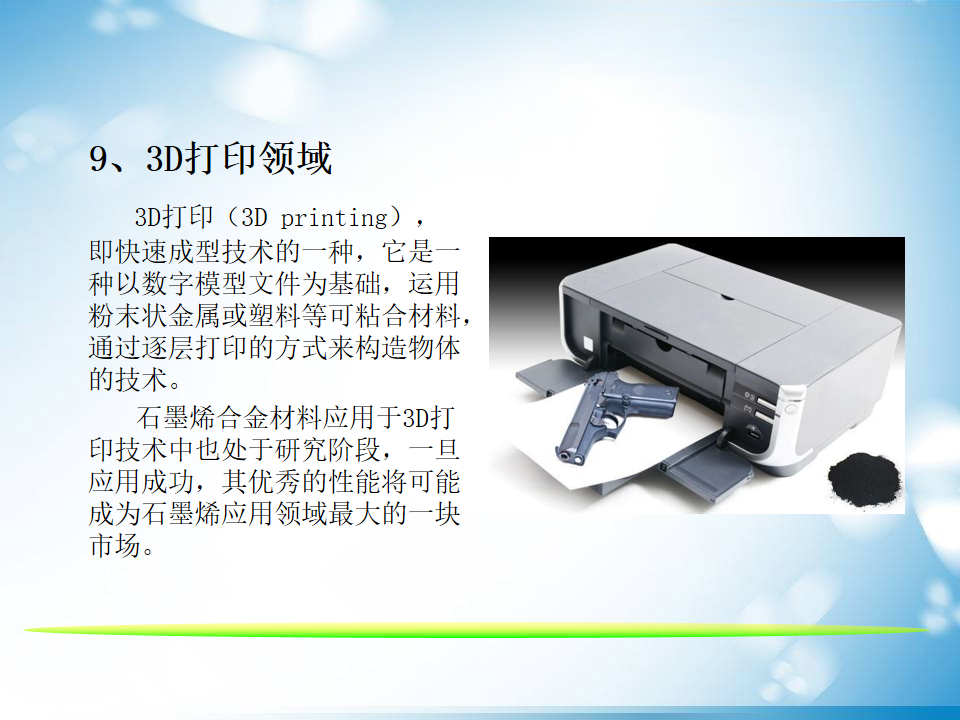 9、3D打印领域
3D打印（3D printing），
即快速成型技术的一种，它是一
种以数字模型文件为基础，运用
粉末状金属或塑料等可粘合材料，
通过逐层打印的方式来构造物体
的技术。
石墨烯合金材料应用于3D打
印技术中也处于研究阶段，一旦
应用成功，其优秀的性能将可能
成为石墨烯应用领域最大的一块
市场。